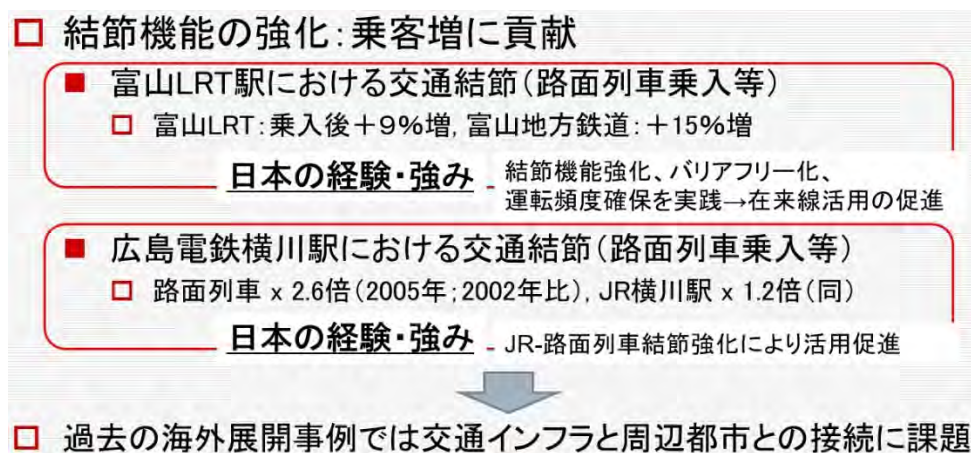 □ 結節機能の強化:乗客増に貢献
■ 富山LRT駅における交通結節(路面列車乗入等)
□ 富山LRT:乗入後+9%増, 富山地方鉄道:+15%増
日本の経験・強み - 結節機能強化、バリアフリー化、
運転頻度確保を実践→在来線活用の促進
■ 広島電鉄横川駅における交通結節(路面列車乗入等)
□ 路面列車 x 2.6倍(2005年;2002年比), JR横川駅 x 1.2倍(同)
日本の経験・強み - JR-路面列車結節強化により活用促進
□ 過去の海外展開事例では交通インフラと周辺都市との接続に課題